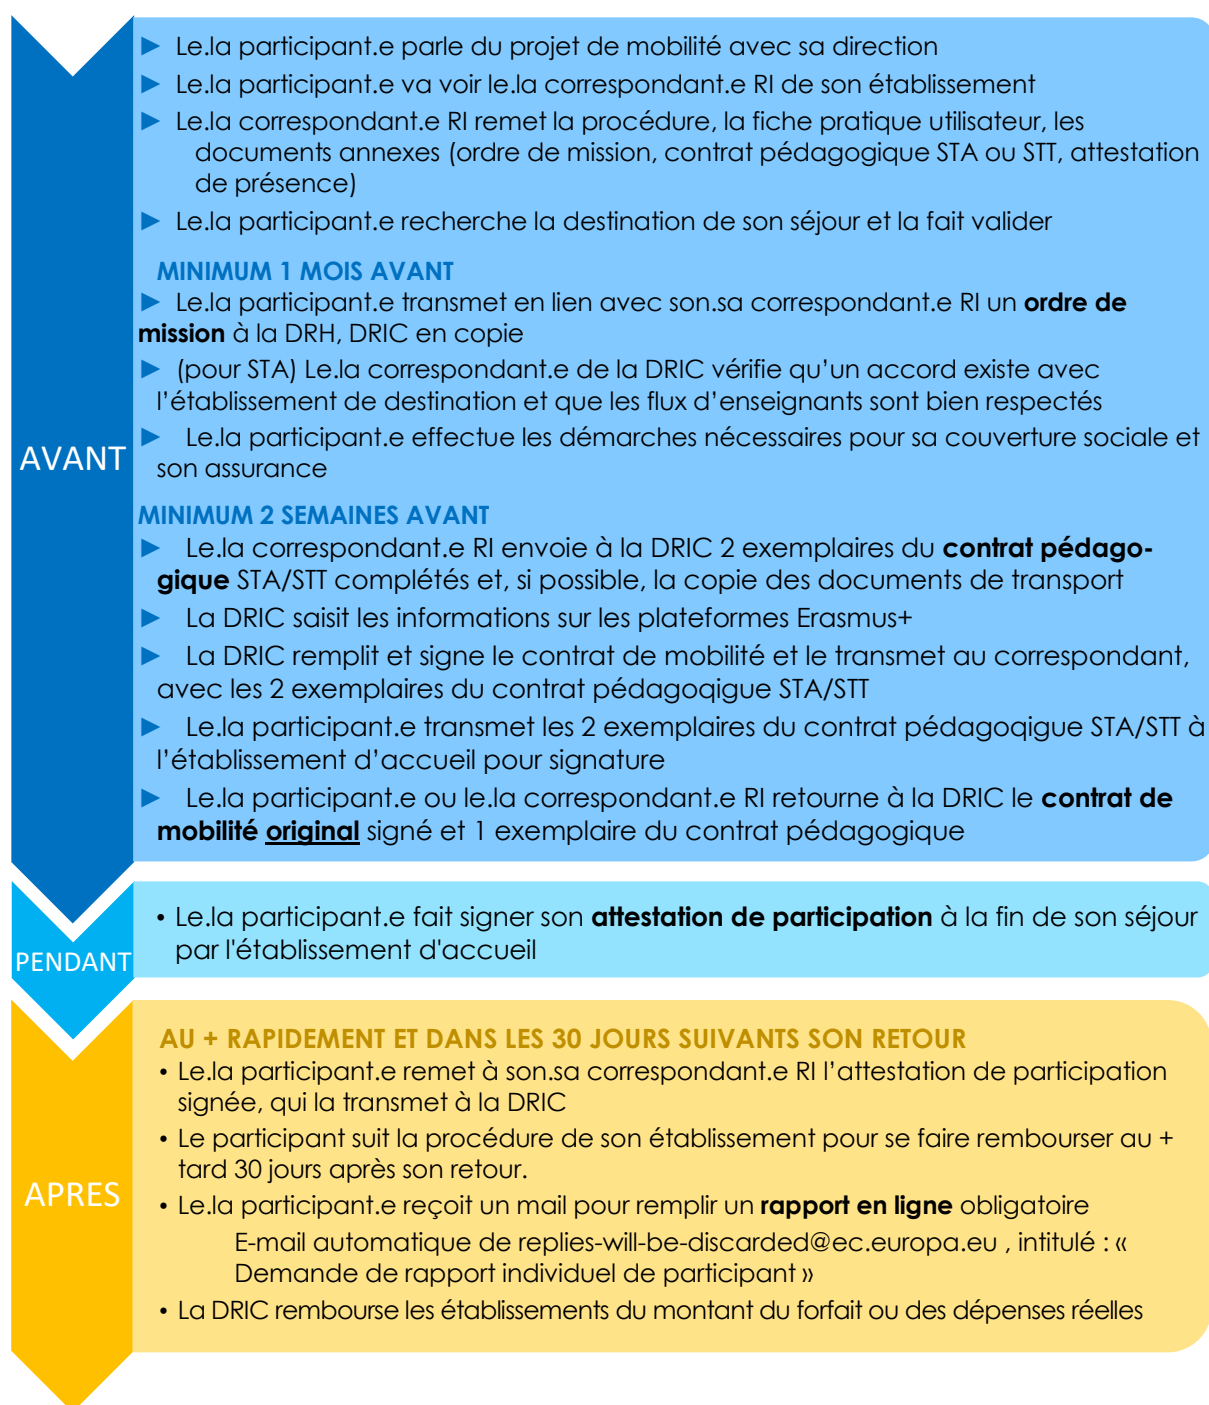 ► Le.la participant.e parle du projet de mobilité avec sa direction
► Le.la participant.e va voir le.la correspondant.e RI de son établissement
► Le.la correspondant.e RI remet la procédure, la fiche pratique utilisateur, les
documents annexes (ordre de mission, contrat pédagogique STA ou STT, attestation
de présence)
► Le.la participant.e recherche la destination de son séjour et la fait valider
MINIMUM 1 MOIS AVANT
► Le.la participant.e transmet en lien avec son.sa correspondant.e RI un ordre de
mission à la DRH, DRIC en copie
► (pour STA) Le.la correspondant.e de la DRIC vérifie qu’un accord existe avec
l’établissement de destination et que les flux d’enseignants sont bien respectés
► Le.la participant.e effectue les démarches nécessaires pour sa couverture sociale et
son assurance
AVANT
MINIMUM 2 SEMAINES AVANT
► Le.la correspondant.e RI envoie à la DRIC 2 exemplaires du contrat pédago-
gique STA/STT complétés et, si possible, la copie des documents de transport
► La DRIC saisit les informations sur les plateformes Erasmus+
► La DRIC remplit et signe le contrat de mobilité et le transmet au correspondant,
avec les 2 exemplaires du contrat pédagoqigue STA/STT
► Le.la participant.e transmet les 2 exemplaires du contrat pédagoqigue STA/STT à
l’établissement d’accueil pour signature
► Le.la participant.e ou le.la correspondant.e RI retourne à la DRIC le contrat de
mobilité original signé et 1 exemplaire du contrat pédagogique
PENDANT
• Le.la participant.e fait signer son attestation de participation à la fin de son séjour
par l'établissement d'accueil
APRES
AU + RAPIDEMENT ET DANS LES 30 JOURS SUIVANTS SON RETOUR
• Le.la participant.e remet à son.sa correspondant.e RI l’attestation de participation
signée, qui la transmet à la DRIC
• Le participant suit la procédure de son établissement pour se faire rembourser au +
tard 30 jours après son retour.
• Le.la participant.e reçoit un mail pour remplir un rapport en ligne obligatoire
E-mail automatique de replies-will-be-discarded@ec.europa.eu , intitulé : «
Demande de rapport individuel de participant »
• La DRIC rembourse les établissements du montant du forfait ou des dépenses réelles